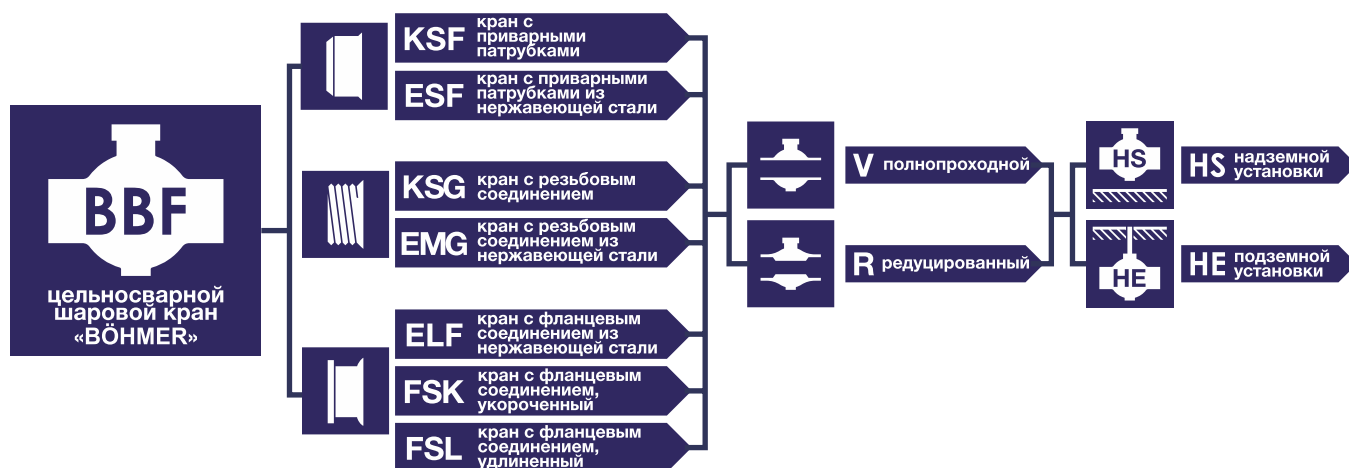 BBF
цельносварной
шаровой кран
«BÖHMER»
KSF
кран с
приварными
патрубками
ESF
кран с приварными
патрубками из
нержавеющей стали
KSG
кран с резьбовым
соединением
EMG
кран с резьбовым
соединением из
нержавеющей стали
ELF
кран с фланцевым
соединением из
нержавеющей стали
FSK
кран с фланцевым
соединением,
укороченный
FSL
кран с фланцевым
соединением,
удлиненный
V полнопроходной
R редуцированный
HS
HS
надземной
установки
HE
HE
подземной
установки